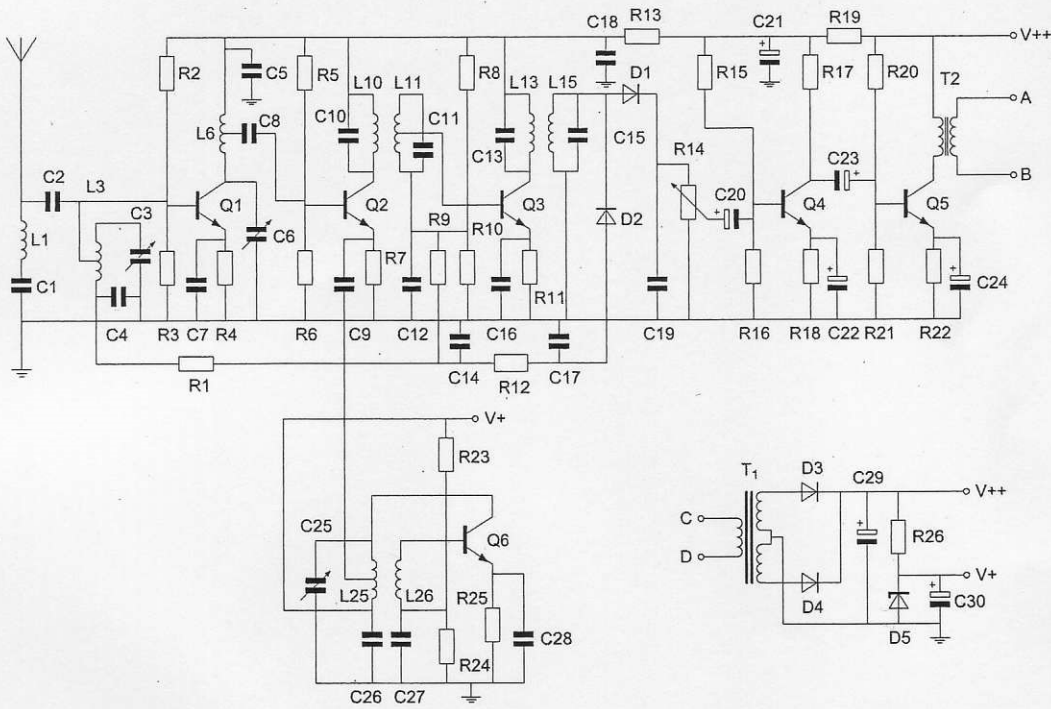 C18 R13 C21 R19 V++
R2 C5 R5 L10 L11 R8 L13 L15 D1 R15 R17 R20 T2
A
L6 C8 C10 C11 C13 C15 R14 C23
C2 L3 C20 B
C3 Q1 C6 Q2 R9 Q3 D2 Q4 Q5
L1 R7 R10
C1 R11 C24
C4 R3 C7 R4 R6 C9 C12 C16 C19 R16 R18 C22 R21 R22
R1 C14 R12 C17
V+
R23
T1 D3 C29 V++
C25 Q6 C R26
D
L25 L26 R25 D4 V+
C28 D5 C30
R24
C26 C27